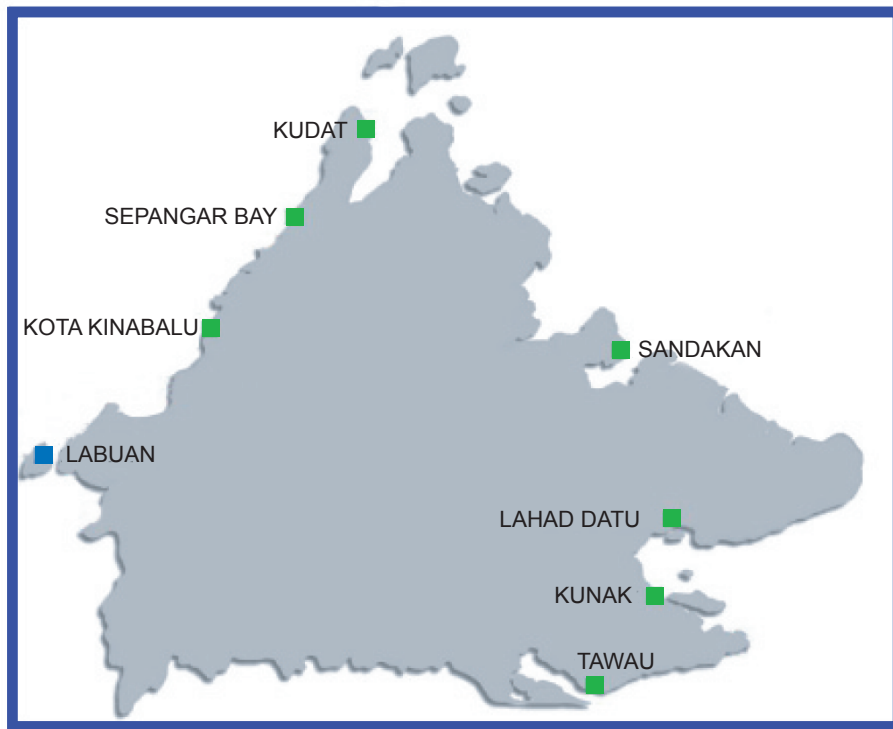 KUDAT
SEPANGAR BAY
KOTA KINABALU
SANDAKAN
LABUAN
LAHAD DATU
KUNAK
TAWAU